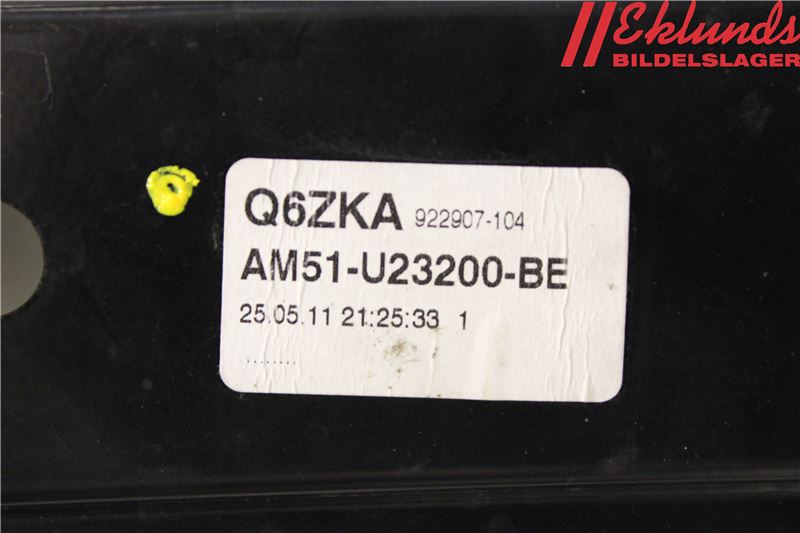 Eklunds
BILDELSLAGER
Q6ZKA 922907-104
AM51-U23200-BE
25.05.11 21:25:33 1
........